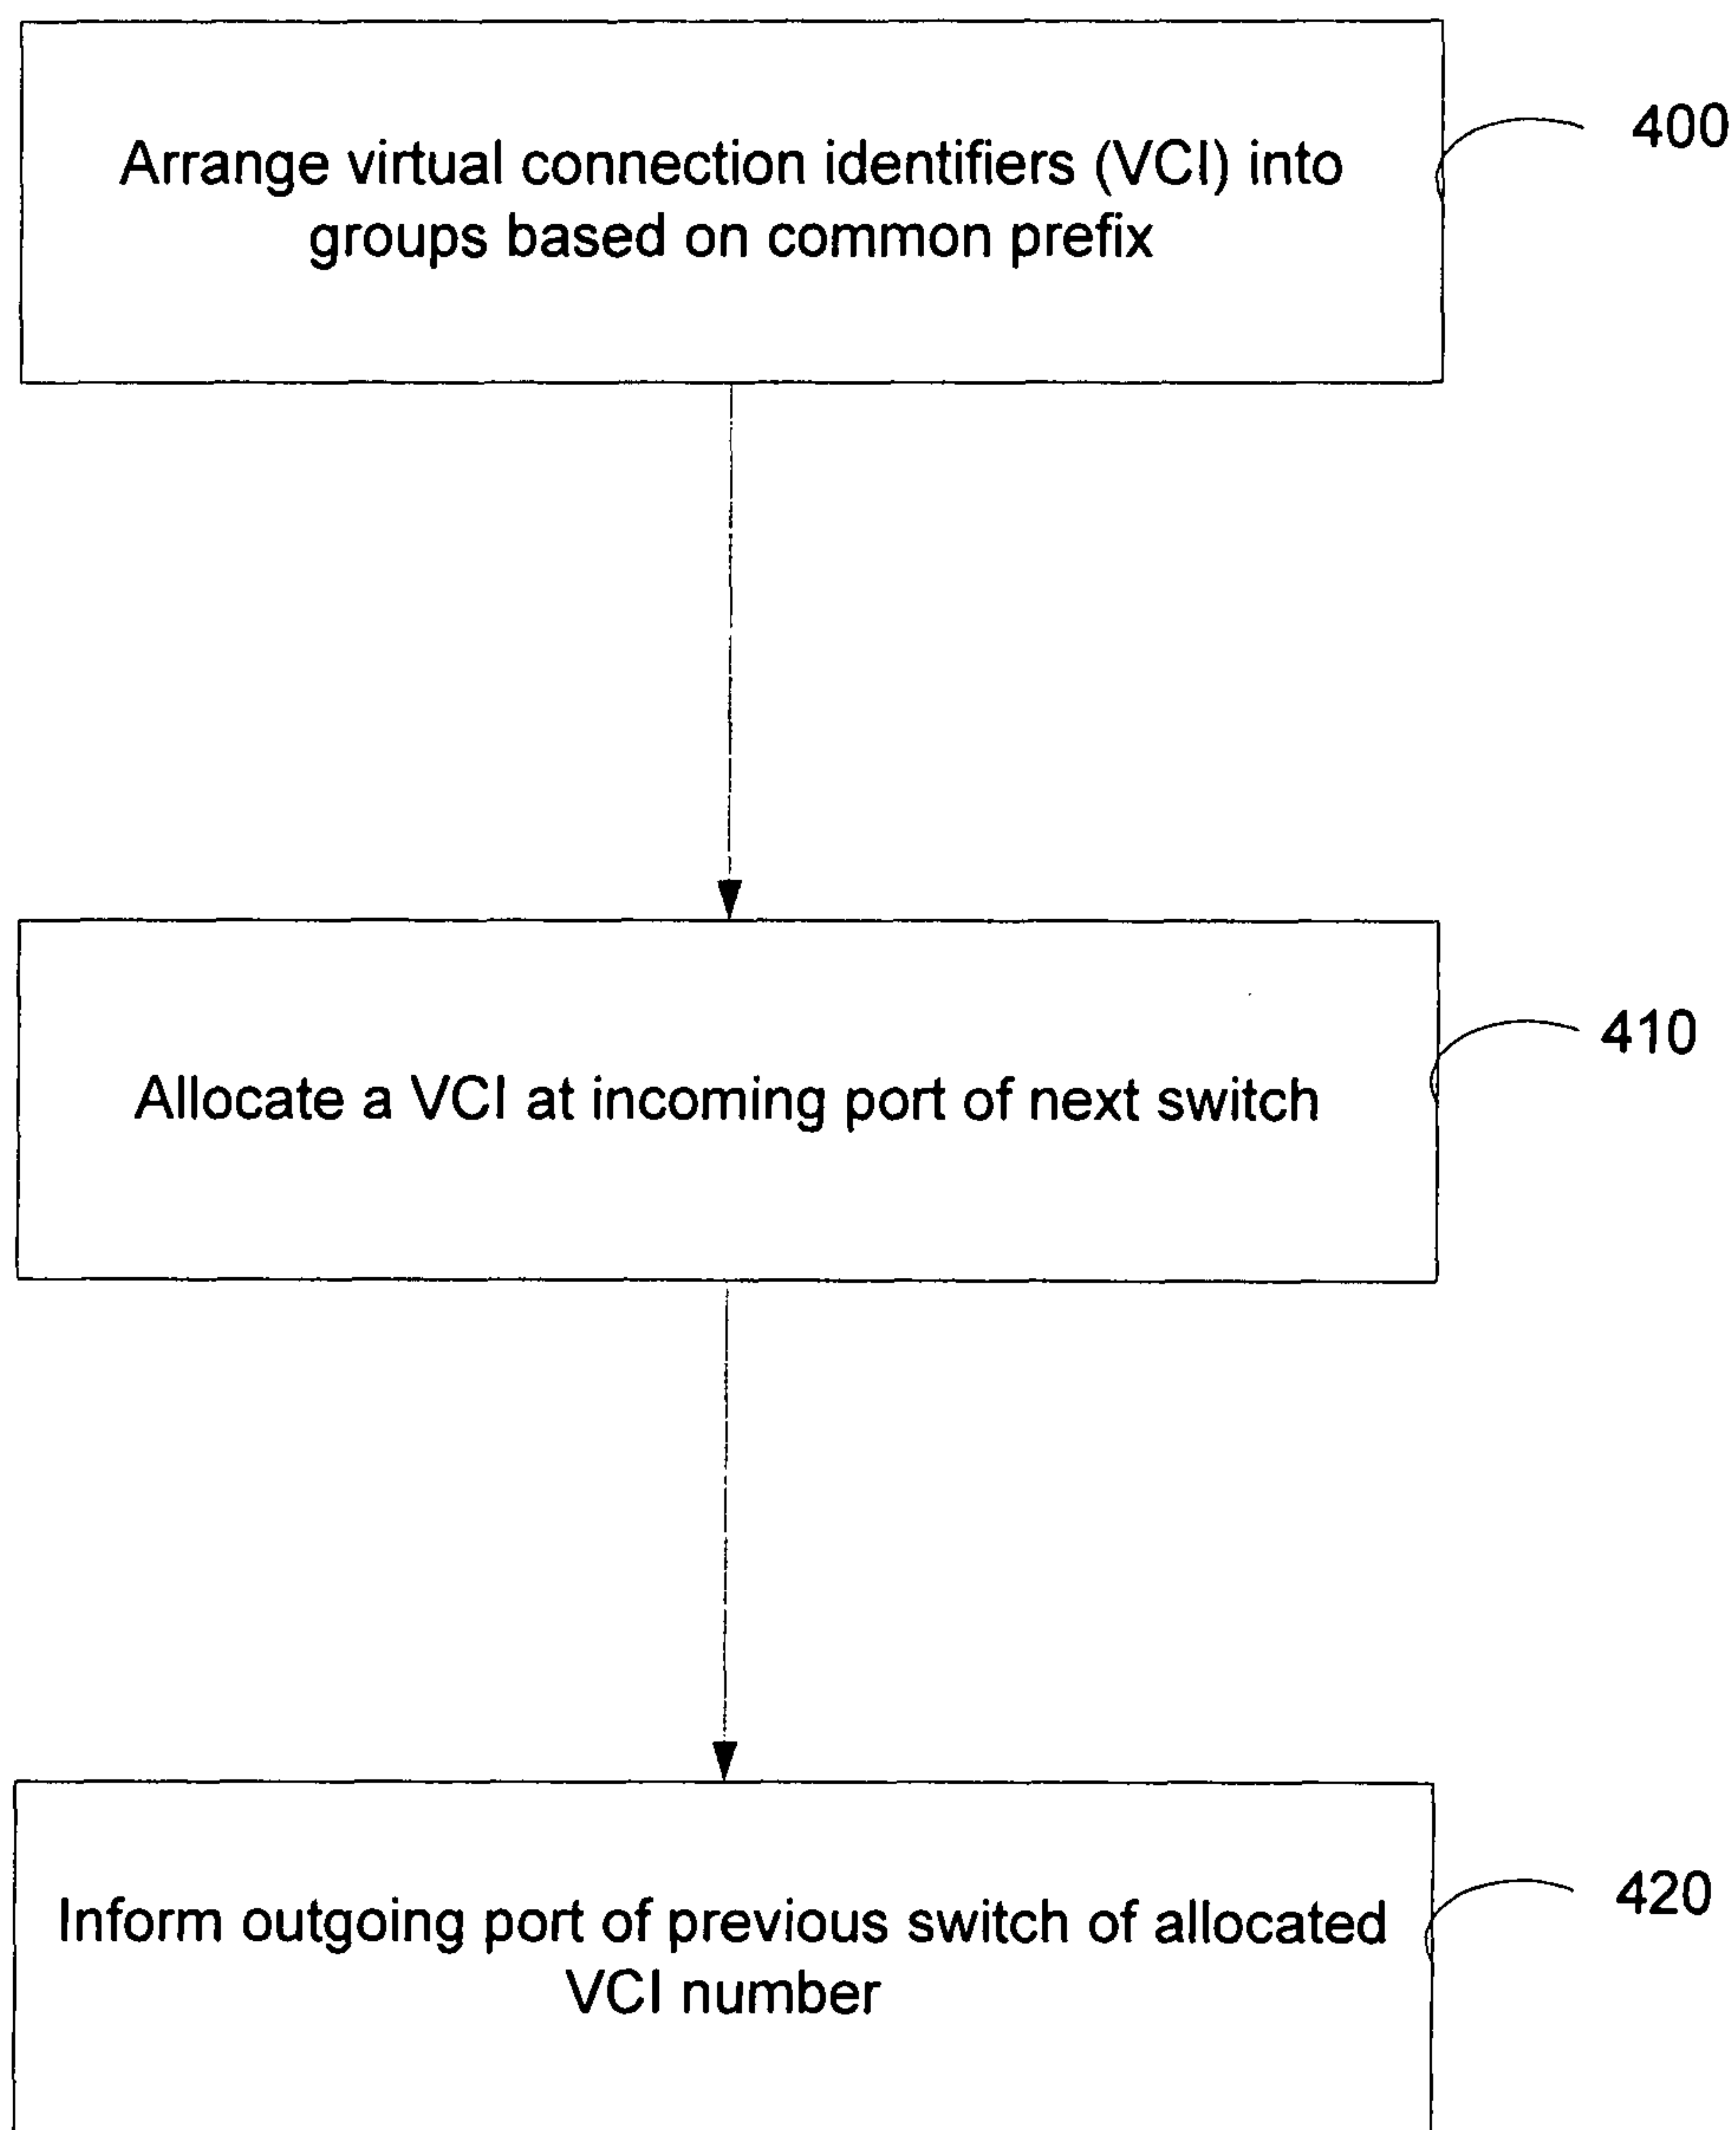 Arrange virtual connection identifiers (VCI) into
groups based on common prefix
400
Allocate a VCI at incoming port of next switch
410
Inform outgoing port of previous switch of allocated
VCI number
420